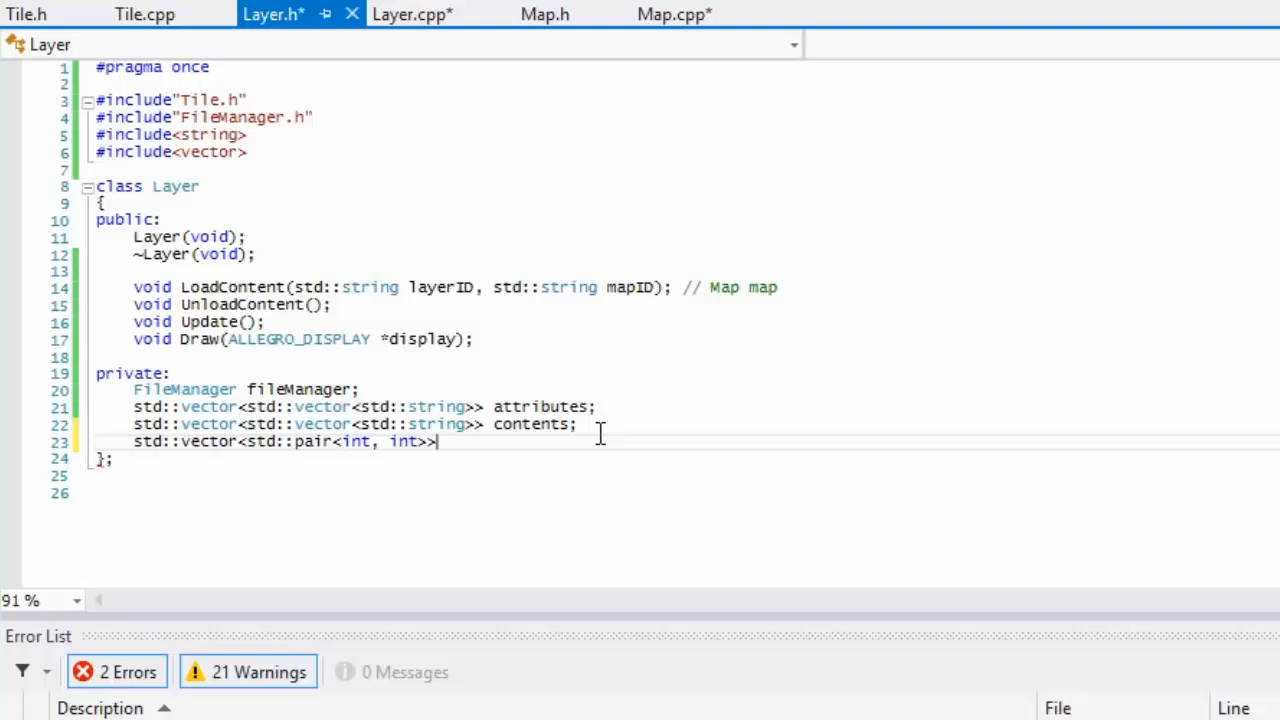 Tile.h Tile.cpp Layer.h* Layer.cpp* Map.h Map.cpp*
Layer
1 #pragma once
2
3 #include"Tile.h"
4 #include"FileManager.h"
5 #include<string>
6 #include<vector>
7
8 class Layer
9 {
10 public:
11 Layer(void);
12 ~Layer(void);
13
14 void LoadContent(std::string layerID, std::string mapID); // Map map
15 void UnloadContent();
16 void Update();
17 void Draw(ALLEGRO_DISPLAY *display);
18
19 private:
20 FileManager fileManager;
21 std::vector<std::vector<std::string>> attributes;
22 std::vector<std::vector<std::string>> contents;
23 std::vector<std::pair<int, int>>
24 };
25
26
91 %
Error List
2 Errors 21 Warnings 0 Messages
Description File Line